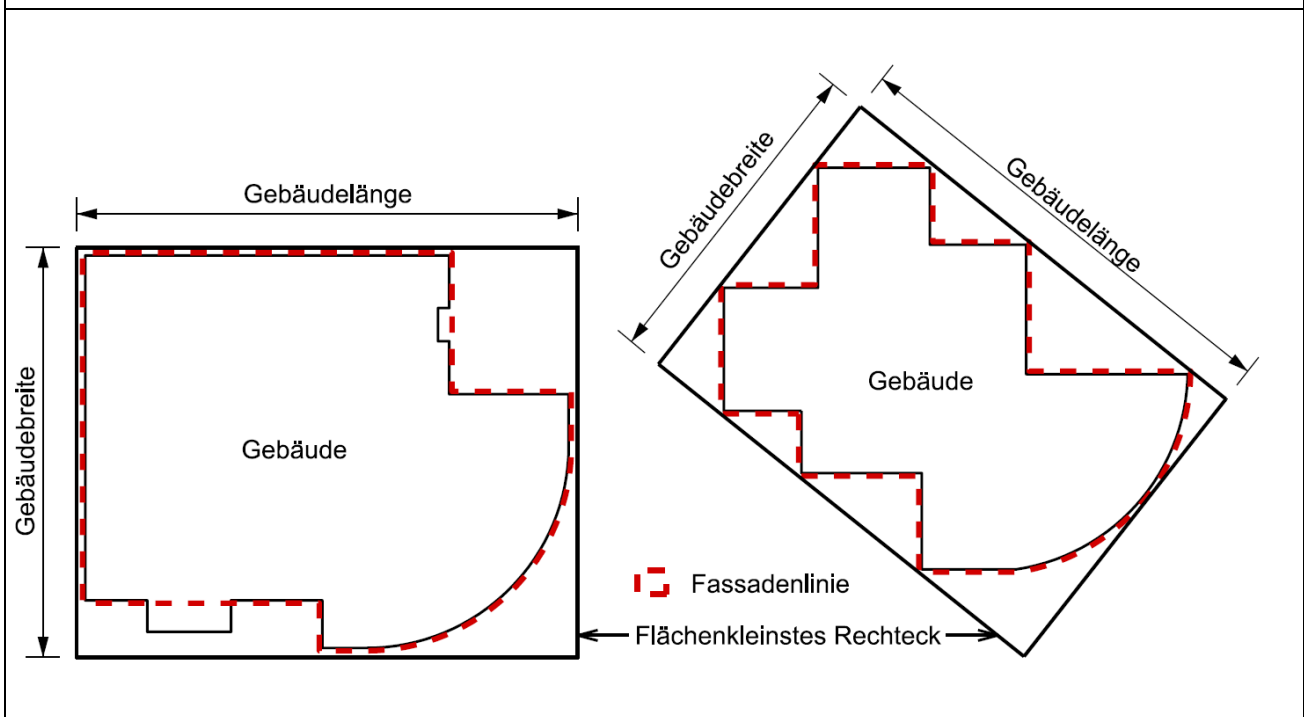 Gebäudelänge
Gebäudebreite
Gebäude
Gebäudebreite
Gebäudelänge
Gebäude
Fassadenlinie
Flächenkleinstes Rechteck